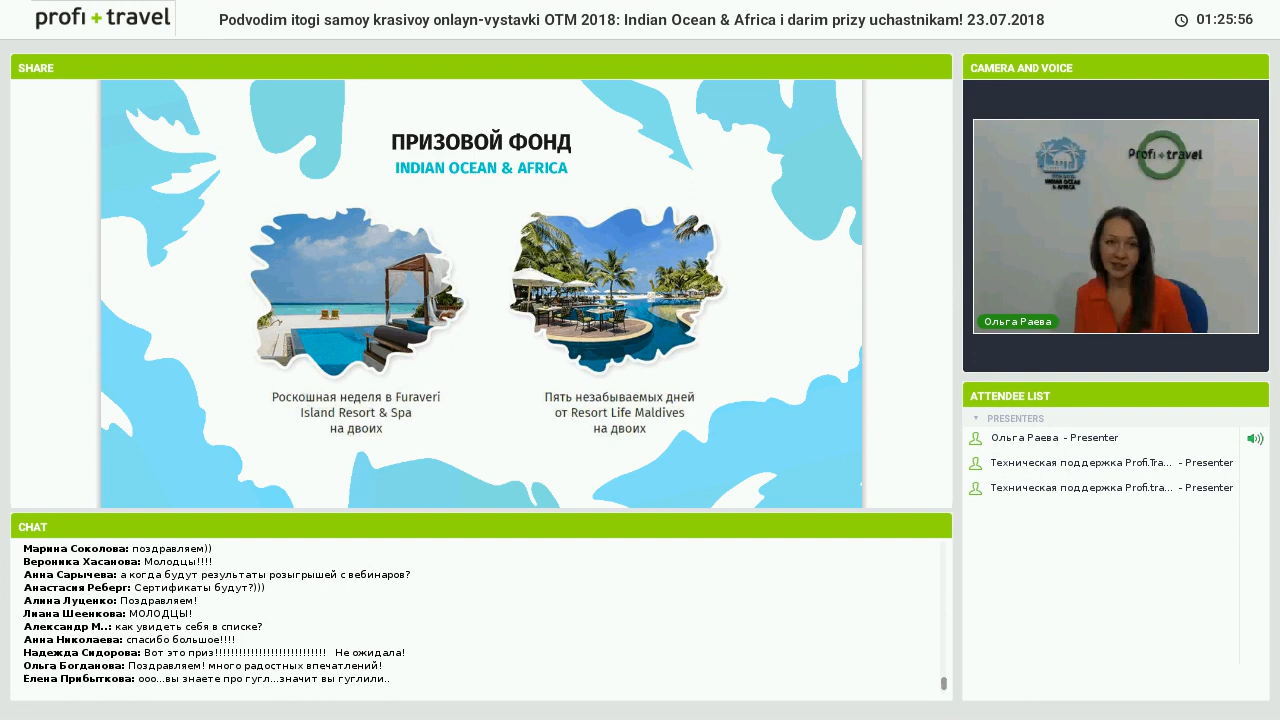 profi + travel
Podvodim itogi samoy krasivoy onlayn-vystavki OTM 2018: Indian Ocean & Africa i darim prizy uchastnikam! 23.07.2018
01:25:56
SHARE
ПРИЗОВОЙ ФОНД
INDIAN OCEAN & AFRICA
Роскошная неделя в Furaveri
Island Resort & Spa
на двоих
Пять незабываемых дней
от Resort Life Maldives
на двоих
CAMERA AND VOICE
INDIAN OCEAN
& AFRICA
Profi + travel
Ольга Раева
ATTENDEE LIST
PRESENTERS
Ольга Раева - Presenter
Техническая поддержка Profi.Tra... - Presenter
Техническая поддержка Profi.tra... - Presenter
CHAT
Марина Соколова: поздравляем))
Вероника Хасанова: Молодцы!!!!
Анна Сарычева: а когда будут результаты розыгрышей с вебинаров?
Анастасия Реберг: Сертификаты будут?)))
Алина Луценко: Поздравляем!
Лиана Шеенкова: МОЛОДЦЫ!
Александр М..: как увидеть себя в списке?
Анна Николаева: спасибо большое!!!!
Надежда Сидорова: Вот это приз!!!!!!!!!!!!!!!!!!!!!!!!!!!! Не ожидала!
Ольга Богданова: Поздравляем! много радостных впечатлений!
Елена Прибыткова: ооо...вы знаете про гугл...значит вы гуглили..